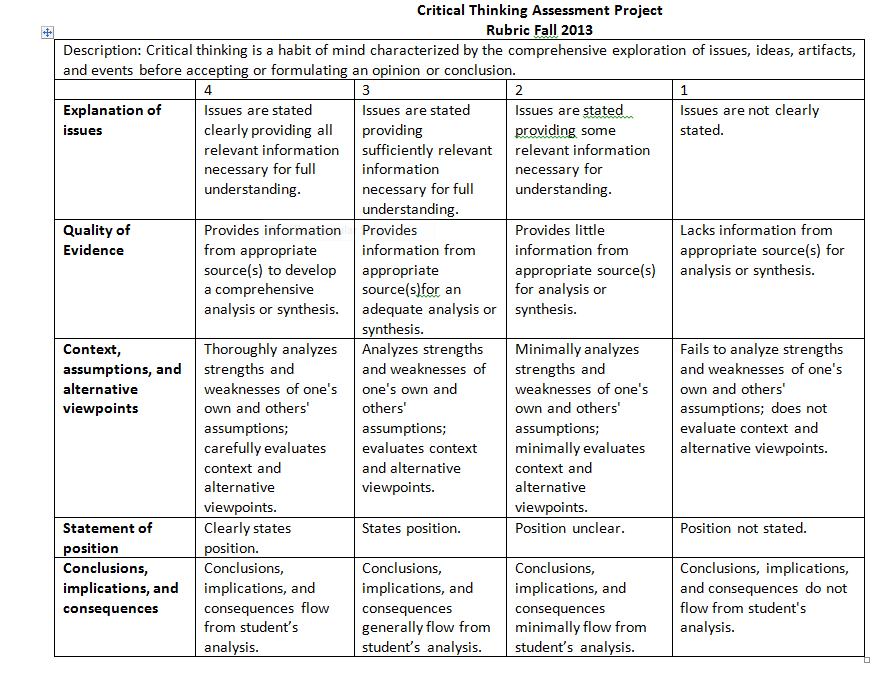 Critical Thinking Assessment Project
Rubric Fall 2013
Description: Critical thinking is a habit of mind characterized by the comprehensive exploration of issues, ideas, artifacts,
and events before accepting or formulating an opinion or conclusion.
4
3
2
1
Explanation of
issues
Issues are stated
clearly providing all
relevant information
necessary for full
understanding.
Issues are stated
providing
sufficiently relevant
information
necessary for full
understanding.
Issues are stated
providing some
relevant information
necessary for
understanding.
Issues are not clearly
stated.
Quality of
Evidence
Provides information
from appropriate
source(s) to develop
a comprehensive
analysis or synthesis.
Provides
information from
appropriate
source(s)for an
adequate analysis or
synthesis.
Provides little
information from
appropriate source(s)
for analysis or
synthesis.
Lacks information from
appropriate source(s) for
analysis or synthesis.
Context,
assumptions, and
alternative
viewpoints
Thoroughly analyzes
strengths and
weaknesses of one's
own and others'
assumptions;
carefully evaluates
context and
alternative
viewpoints.
Analyzes strengths
and weaknesses of
one's own and
others'
assumptions;
evaluates context
and alternative
viewpoints.
Minimally analyzes
strengths and
weaknesses of one's
own and others'
assumptions;
minimally evaluates
context and
alternative
viewpoints.
Fails to analyze strengths
and weaknesses of one's
own and others'
assumptions; does not
evaluate context and
alternative viewpoints.
Statement of
position
Clearly states
position.
States position.
Position unclear.
Position not stated.
Conclusions,
implications, and
consequences
Conclusions,
implications, and
consequences flow
from student’s
analysis.
Conclusions,
implications, and
consequences
generally flow from
student’s analysis.
Conclusions,
implications, and
consequences
minimally flow from
student’s analysis.
Conclusions, implications,
and consequences do not
flow from student's
analysis.